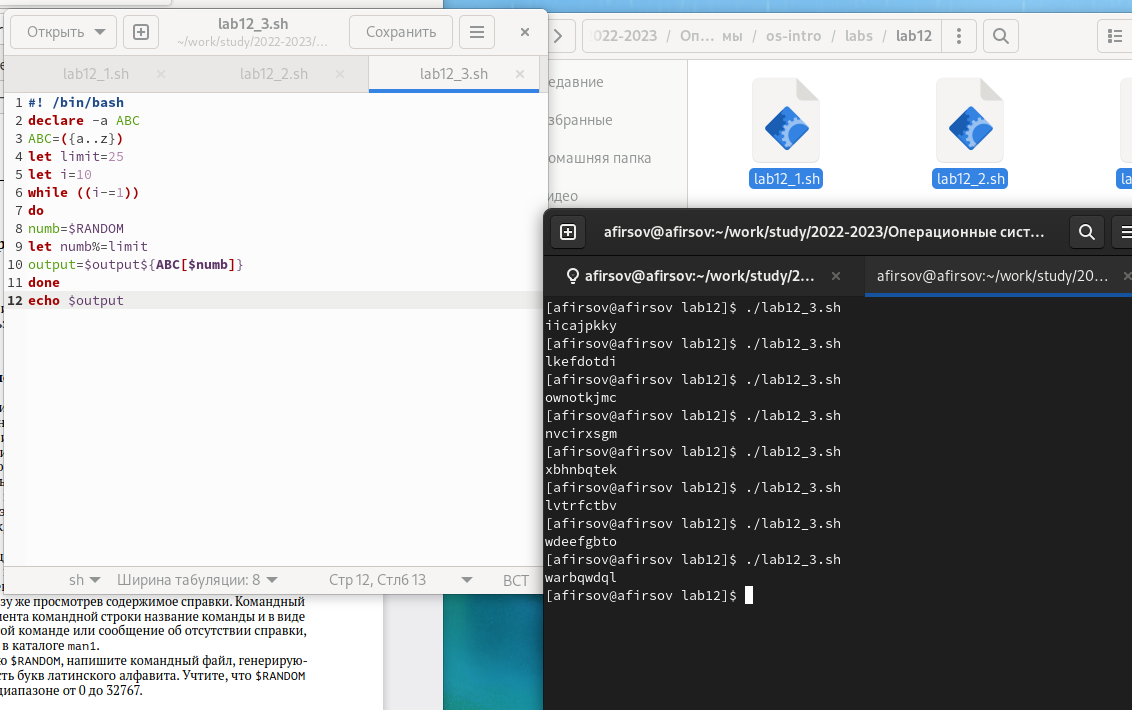 Открыть
lab12_3.sh
~/work/study/2022-2023/...
Сохранить
lab12_1.sh
lab12_2.sh
lab12_3.sh
1 #! /bin/bash
2 declare -a ABC
3 ABC=({a..z})
4 let limit=25
5 let i=10
6 while ((i-=1))
7 do
8 numb=$RANDOM
9 let numb%=limit
10 output=$output${ABC[$numb]}
11 done
12 echo $output
sh
Ширина табуляции: 8
Стр 12, Стлб 13
ВСТ
022-2023 / Оп... мы / os-intro / labs / lab12
едавние
збранные
омашняя папка
идео
lab12_1.sh
lab12_2.sh
la
afirsov@afirsov:~/work/study/2022-2023/Операционные сист...
afirsov@afirsov:~/work/study/2...
afirsov@afirsov:~/work/study/20...
[afirsov@afirsov lab12]$ ./lab12_3.sh
iicajpkky
[afirsov@afirsov lab12]$ ./lab12_3.sh
lkefdotdi
[afirsov@afirsov lab12]$ ./lab12_3.sh
ownotkjmc
[afirsov@afirsov lab12]$ ./lab12_3.sh
nvcirxsgm
[afirsov@afirsov lab12]$ ./lab12_3.sh
xbhnbqtek
[afirsov@afirsov lab12]$ ./lab12_3.sh
lvtrfctbv
[afirsov@afirsov lab12]$ ./lab12_3.sh
wdeefgbto
[afirsov@afirsov lab12]$ ./lab12_3.sh
warbqwdql
[afirsov@afirsov lab12]$
зу же просмотрев содержимое справки. Командный
мента командной строки название команды и в виде
той команде или сообщение об отсутствии справки,
в каталоге man1.
ю $RANDOM, напишите командный файл, генерирую-
сть букв латинского алфавита. Учтите, что $RANDOM
диапазоне от 0 до 32767.